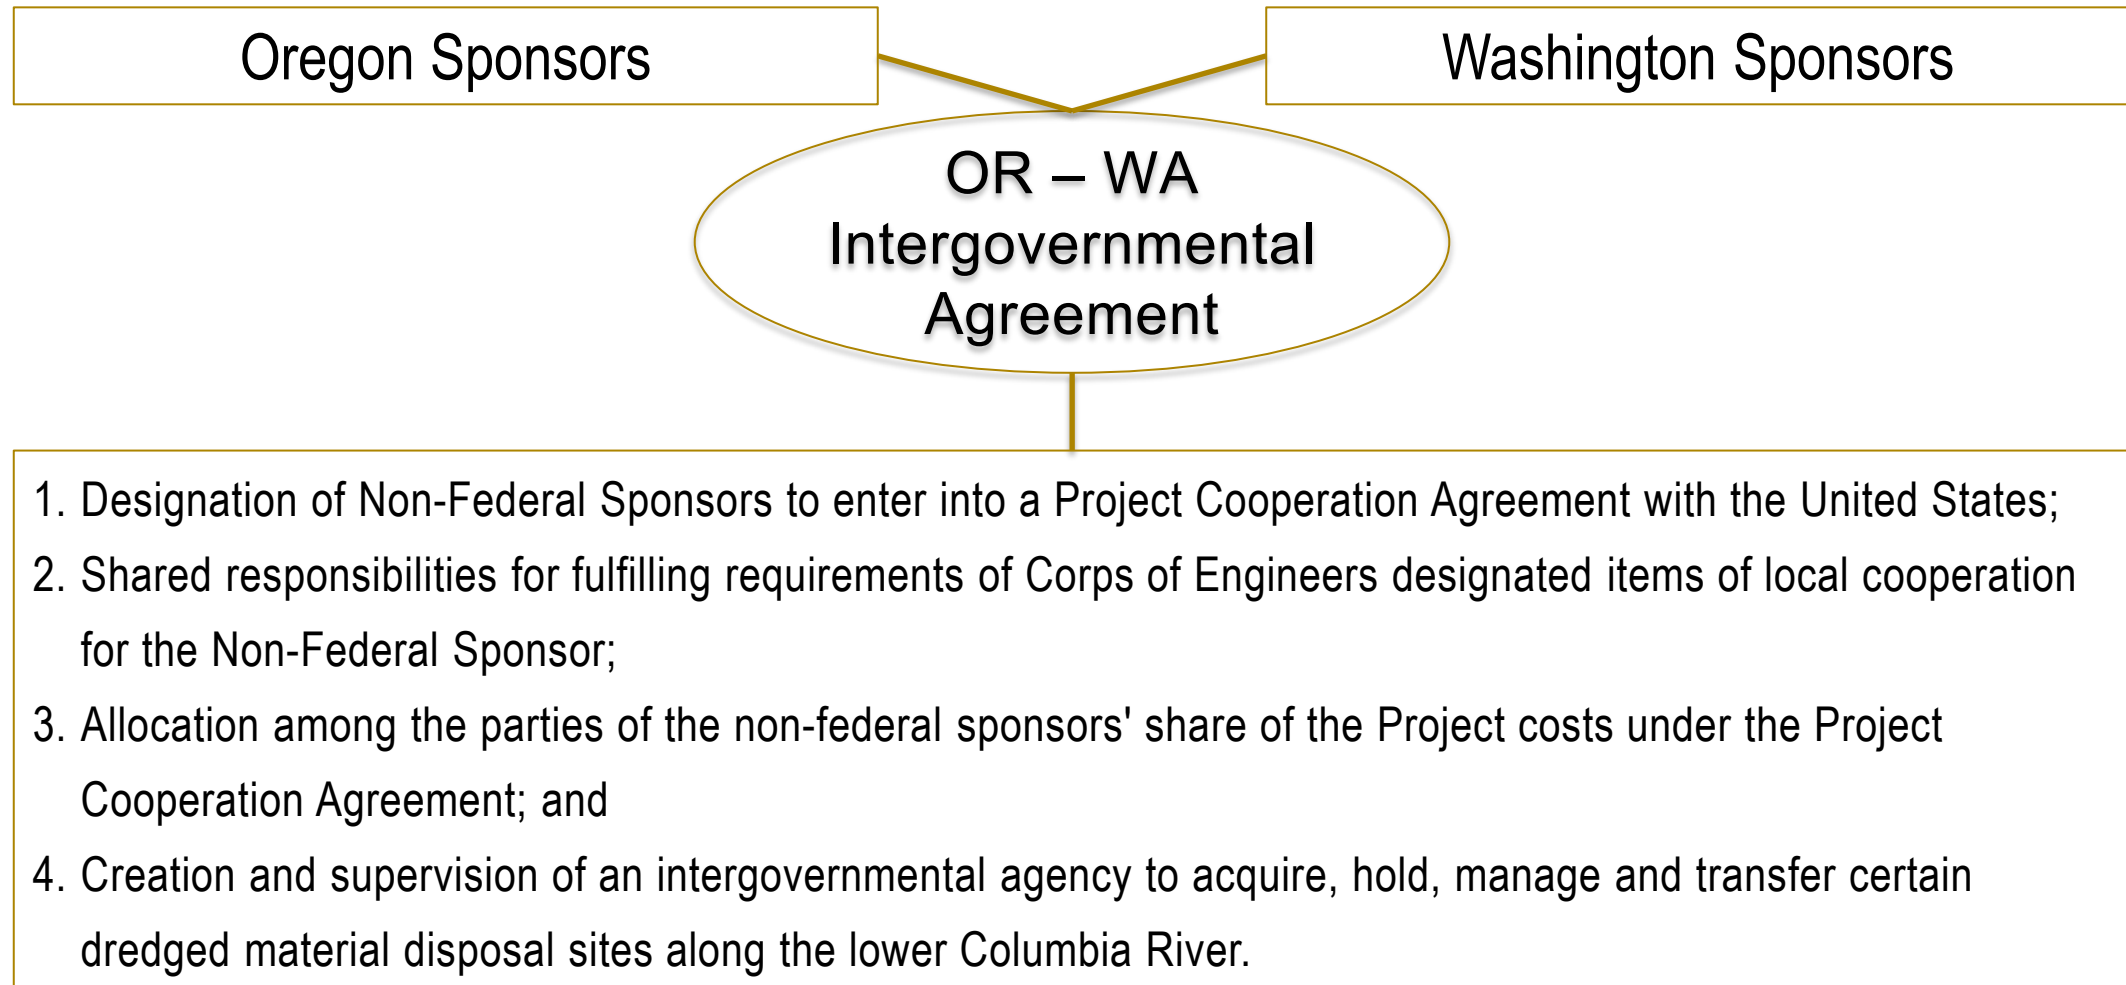 Oregon Sponsors
Washington Sponsors
OR – WA
Intergovernmental
Agreement
1. Designation of Non-Federal Sponsors to enter into a Project Cooperation Agreement with the United States;
2. Shared responsibilities for fulfilling requirements of Corps of Engineers designated items of local cooperation
for the Non-Federal Sponsor;
3. Allocation among the parties of the non-federal sponsors' share of the Project costs under the Project
Cooperation Agreement; and
4. Creation and supervision of an intergovernmental agency to acquire, hold, manage and transfer certain
dredged material disposal sites along the lower Columbia River.